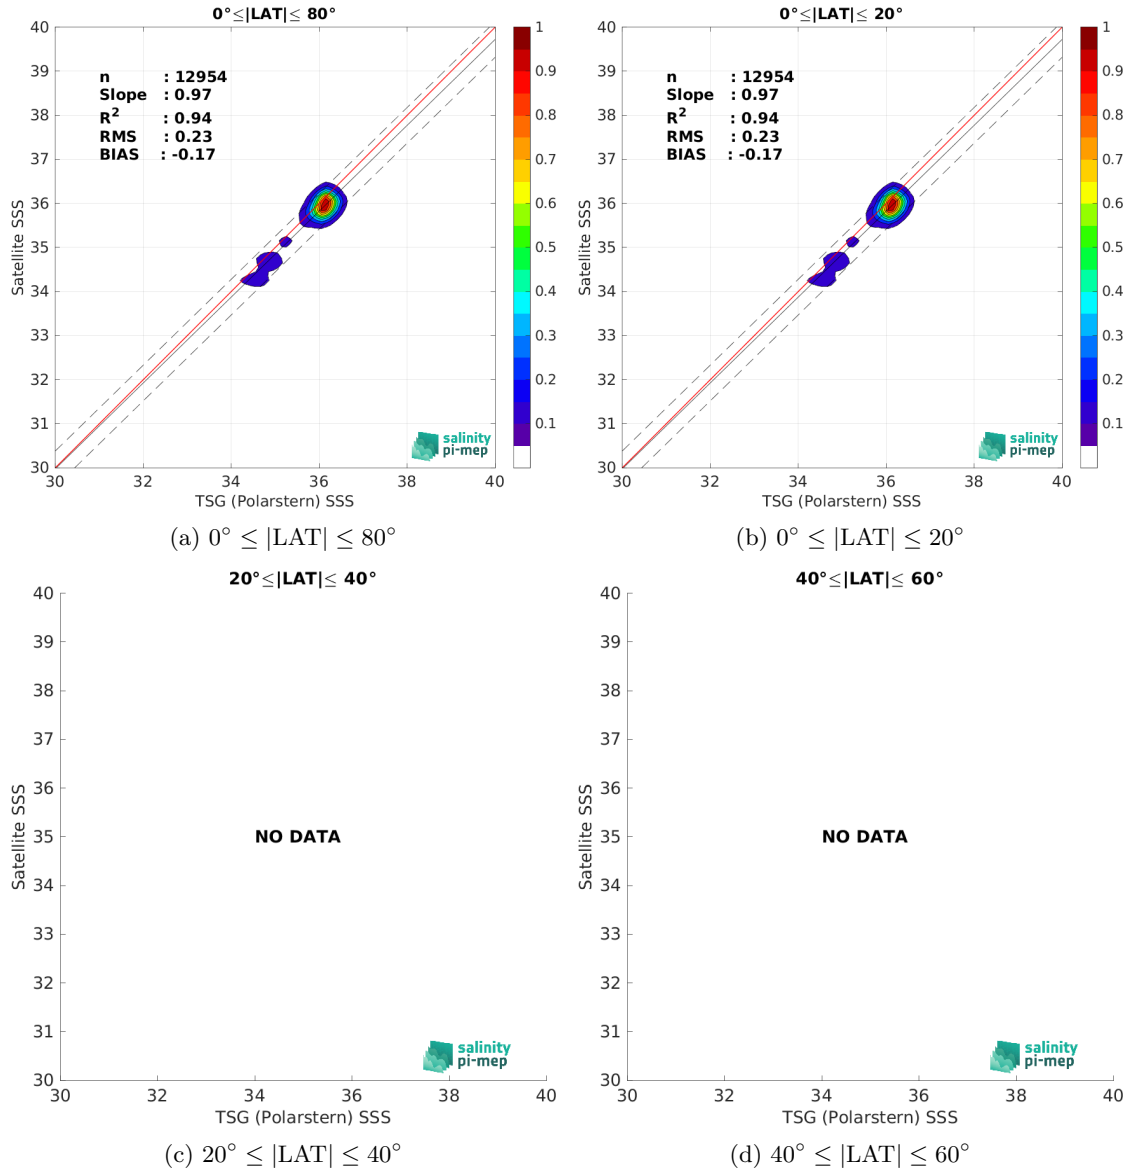 0°≤|LAT|≤ 80°
40
39
38
37
36
35
34
33
32
31
30
Satellite SSS
n : 12954
Slope : 0.97
R² : 0.94
RMS : 0.23
BIAS : -0.17
salinity
pi-mep
30 32 34 36 38 40
TSG (Polarstern) SSS
1
0.9
0.8
0.7
0.6
0.5
0.4
0.3
0.2
0.1
(a) 0° ≤ |LAT| ≤ 80°
0°≤|LAT|≤ 20°
40
39
38
37
36
35
34
33
32
31
30
Satellite SSS
n : 12954
Slope : 0.97
R² : 0.94
RMS : 0.23
BIAS : -0.17
salinity
pi-mep
30 32 34 36 38 40
TSG (Polarstern) SSS
1
0.9
0.8
0.7
0.6
0.5
0.4
0.3
0.2
0.1
(b) 0° ≤ |LAT| ≤ 20°
20°≤|LAT|≤ 40°
40
39
38
37
36
35
34
33
32
31
30
Satellite SSS
NO DATA
salinity
pi-mep
30 32 34 36 38 40
TSG (Polarstern) SSS
(c) 20° ≤ |LAT| ≤ 40°
40°≤|LAT|≤ 60°
40
39
38
37
36
35
34
33
32
31
30
Satellite SSS
NO DATA
salinity
pi-mep
30 32 34 36 38 40
TSG (Polarstern) SSS
(d) 40° ≤ |LAT| ≤ 60°